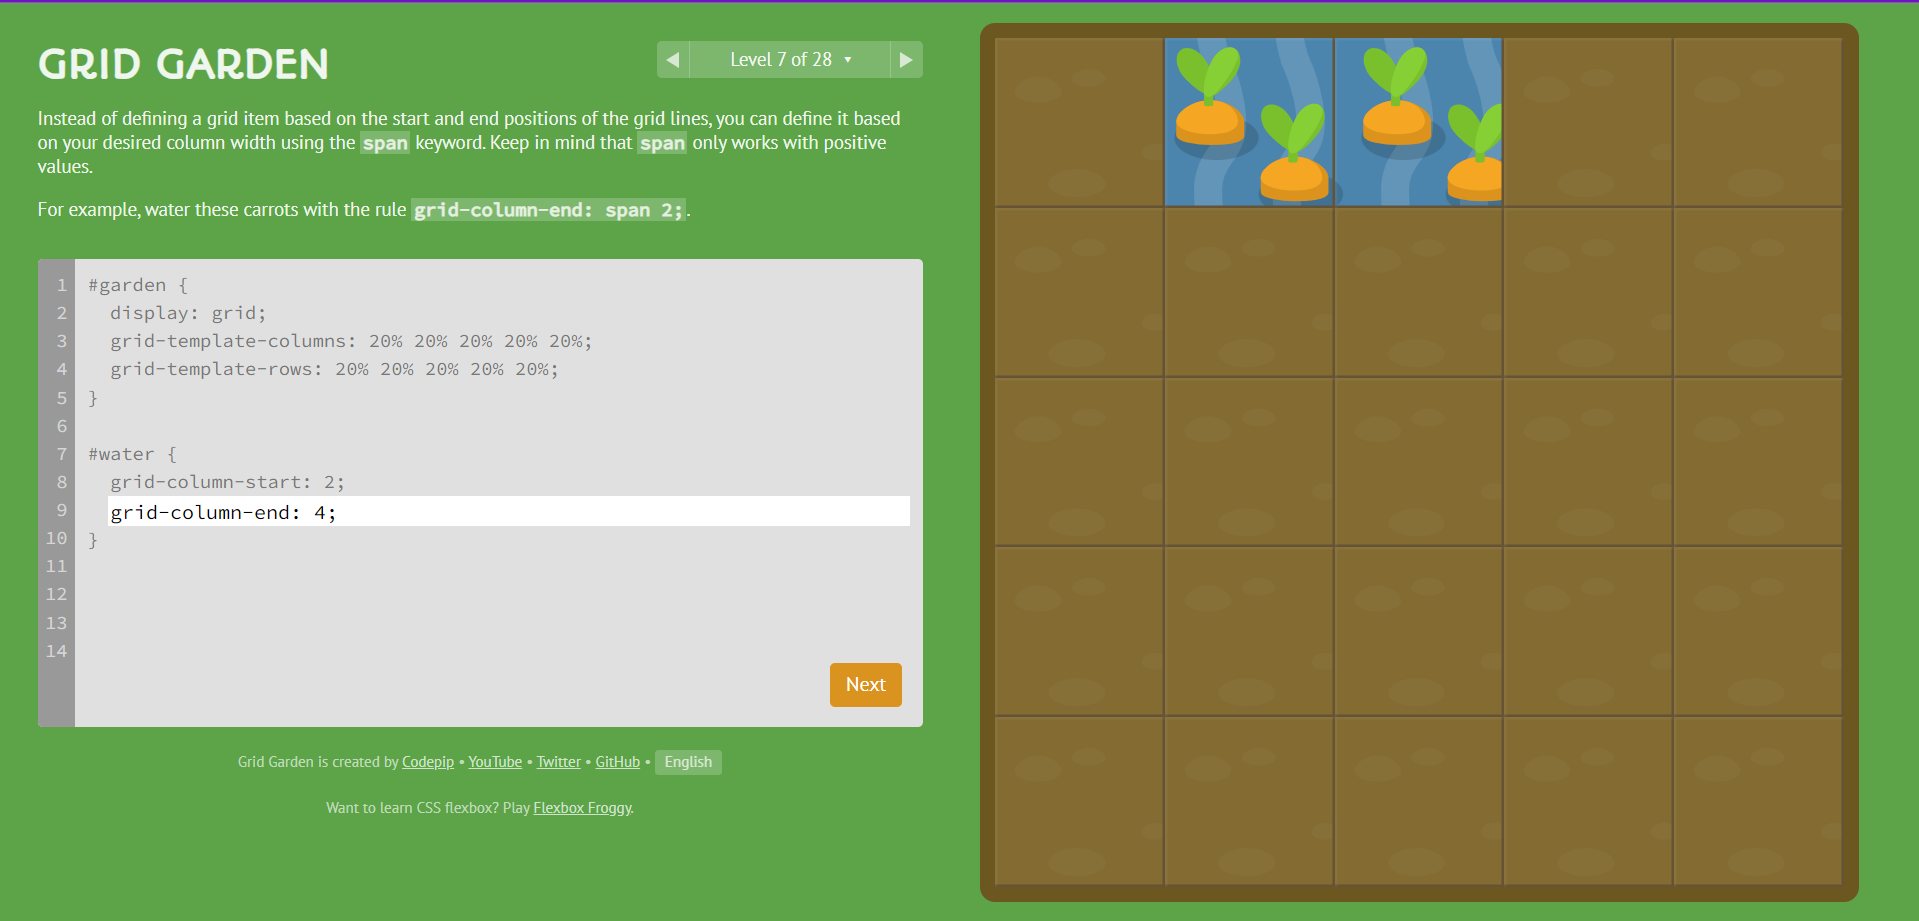 GRID GARDEN
◀ Level 7 of 28 ▼ ▶
Instead of defining a grid item based on the start and end positions of the grid lines, you can define it based
on your desired column width using the span keyword. Keep in mind that span only works with positive
values.
For example, water these carrots with the rule grid-column-end: span 2;.
1 #garden {
2 display: grid;
3 grid-template-columns: 20% 20% 20% 20% 20%;
4 grid-template-rows: 20% 20% 20% 20% 20%;
5 }
6
7 #water {
8 grid-column-start: 2;
9 grid-column-end: 4;
10 }
11
12
13
14
Next
Grid Garden is created by Codepip • YouTube • Twitter • GitHub • English
Want to learn CSS flexbox? Play Flexbox Froggy.